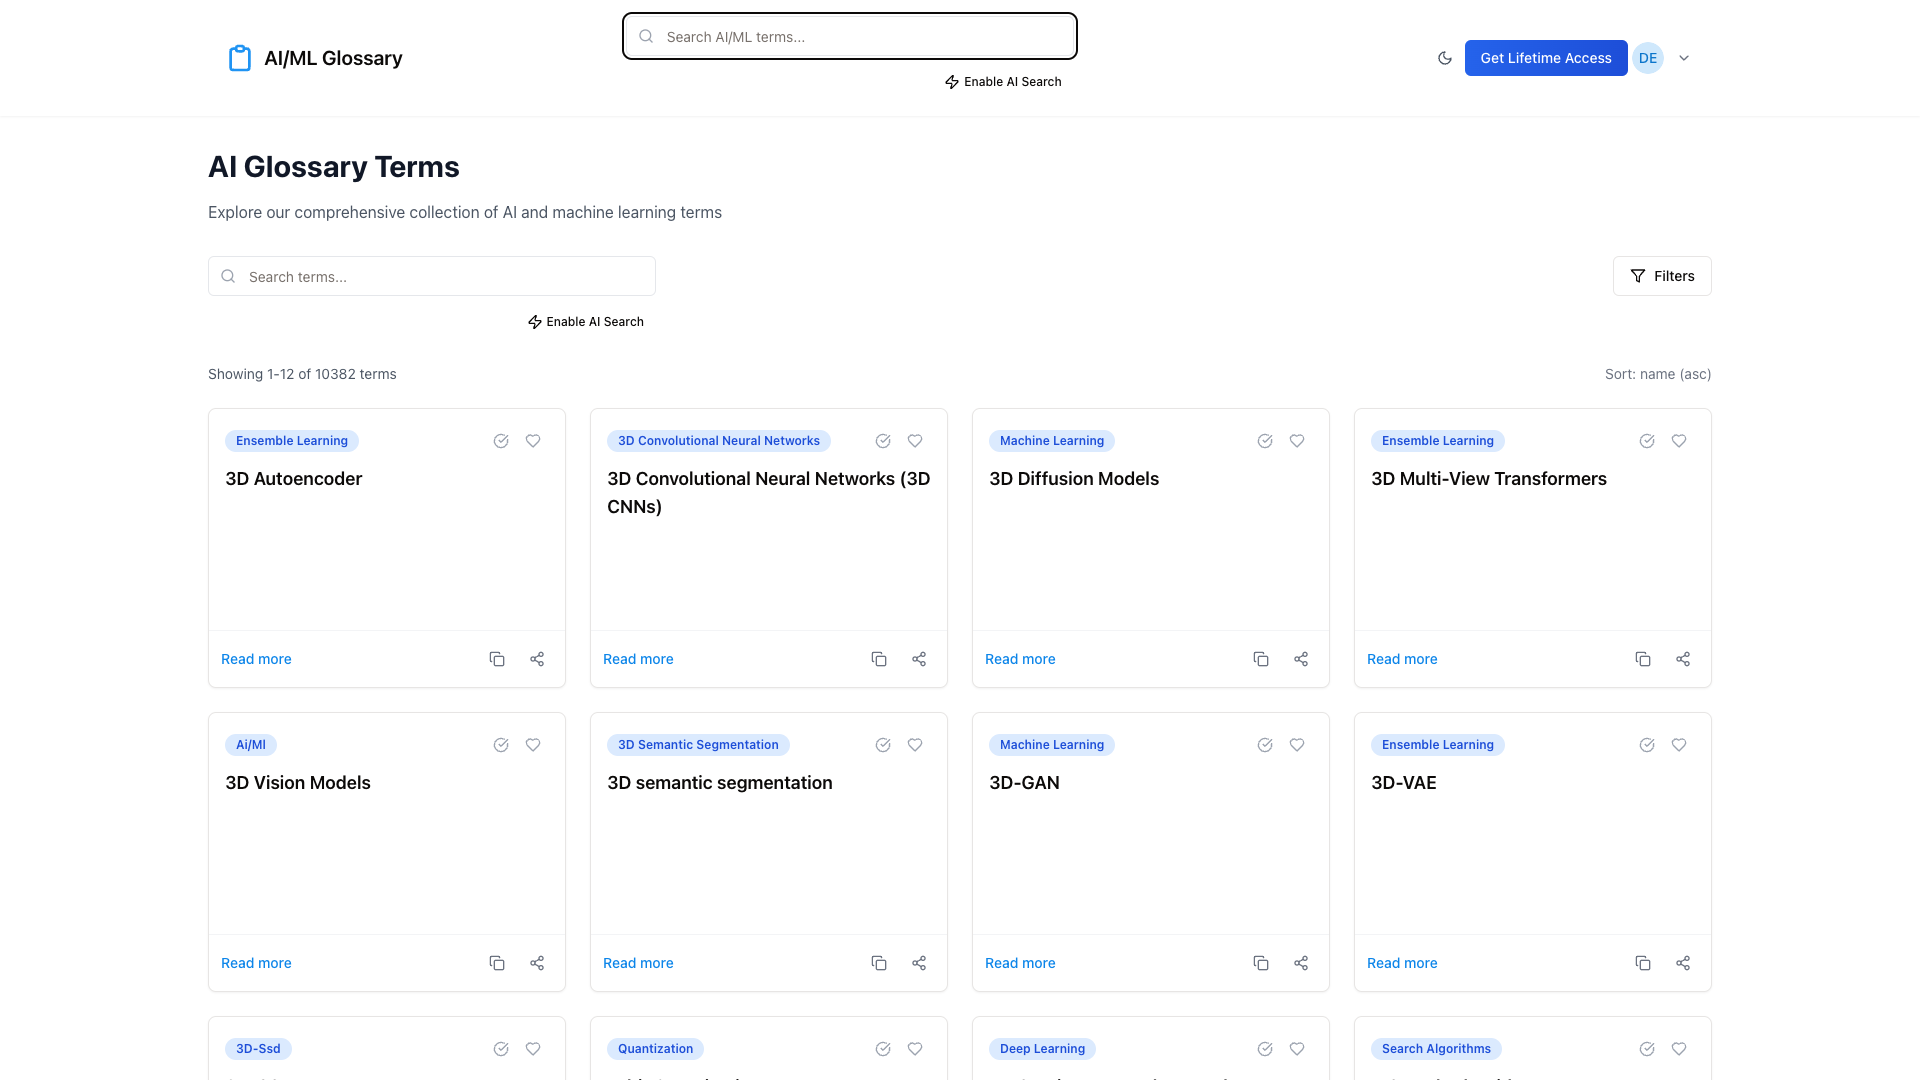 Search AI/ML terms...
AI/ML Glossary
Get Lifetime Access
DE
Enable AI Search
AI Glossary Terms
Explore our comprehensive collection of AI and machine learning terms
Search terms...
Filters
Enable AI Search
Showing 1-12 of 10382 terms
Sort: name (asc)
Ensemble Learning
3D Autoencoder
Read more
3D Convolutional Neural Networks
3D Convolutional Neural Networks (3D
CNNs)
Read more
Machine Learning
3D Diffusion Models
Read more
Ensemble Learning
3D Multi-View Transformers
Read more
Ai/Ml
3D Vision Models
Read more
3D Semantic Segmentation
3D semantic segmentation
Read more
Machine Learning
3D-GAN
Read more
Ensemble Learning
3D-VAE
Read more
3D-Ssd
Quantization
Deep Learning
Search Algorithms